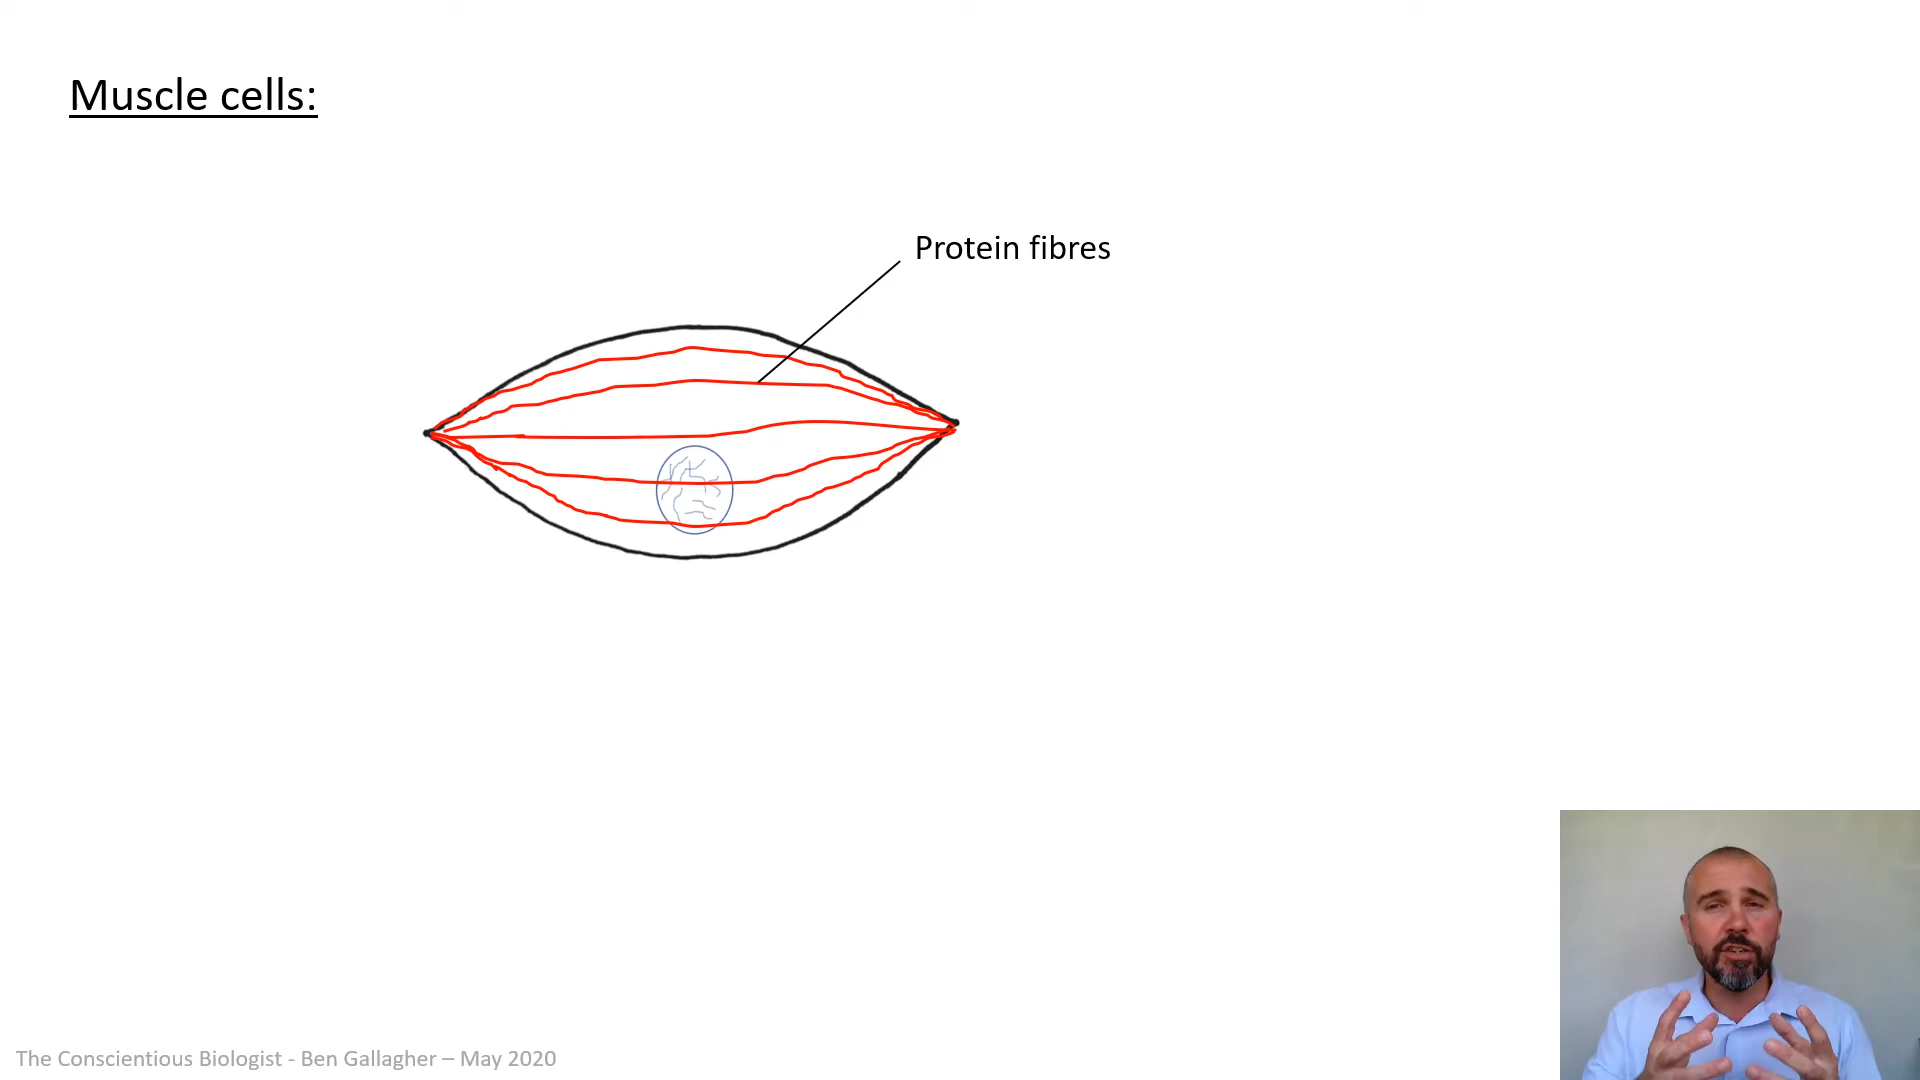 Muscle cells:
Protein fibres
The Conscientious Biologist - Ben Gallagher – May 2020